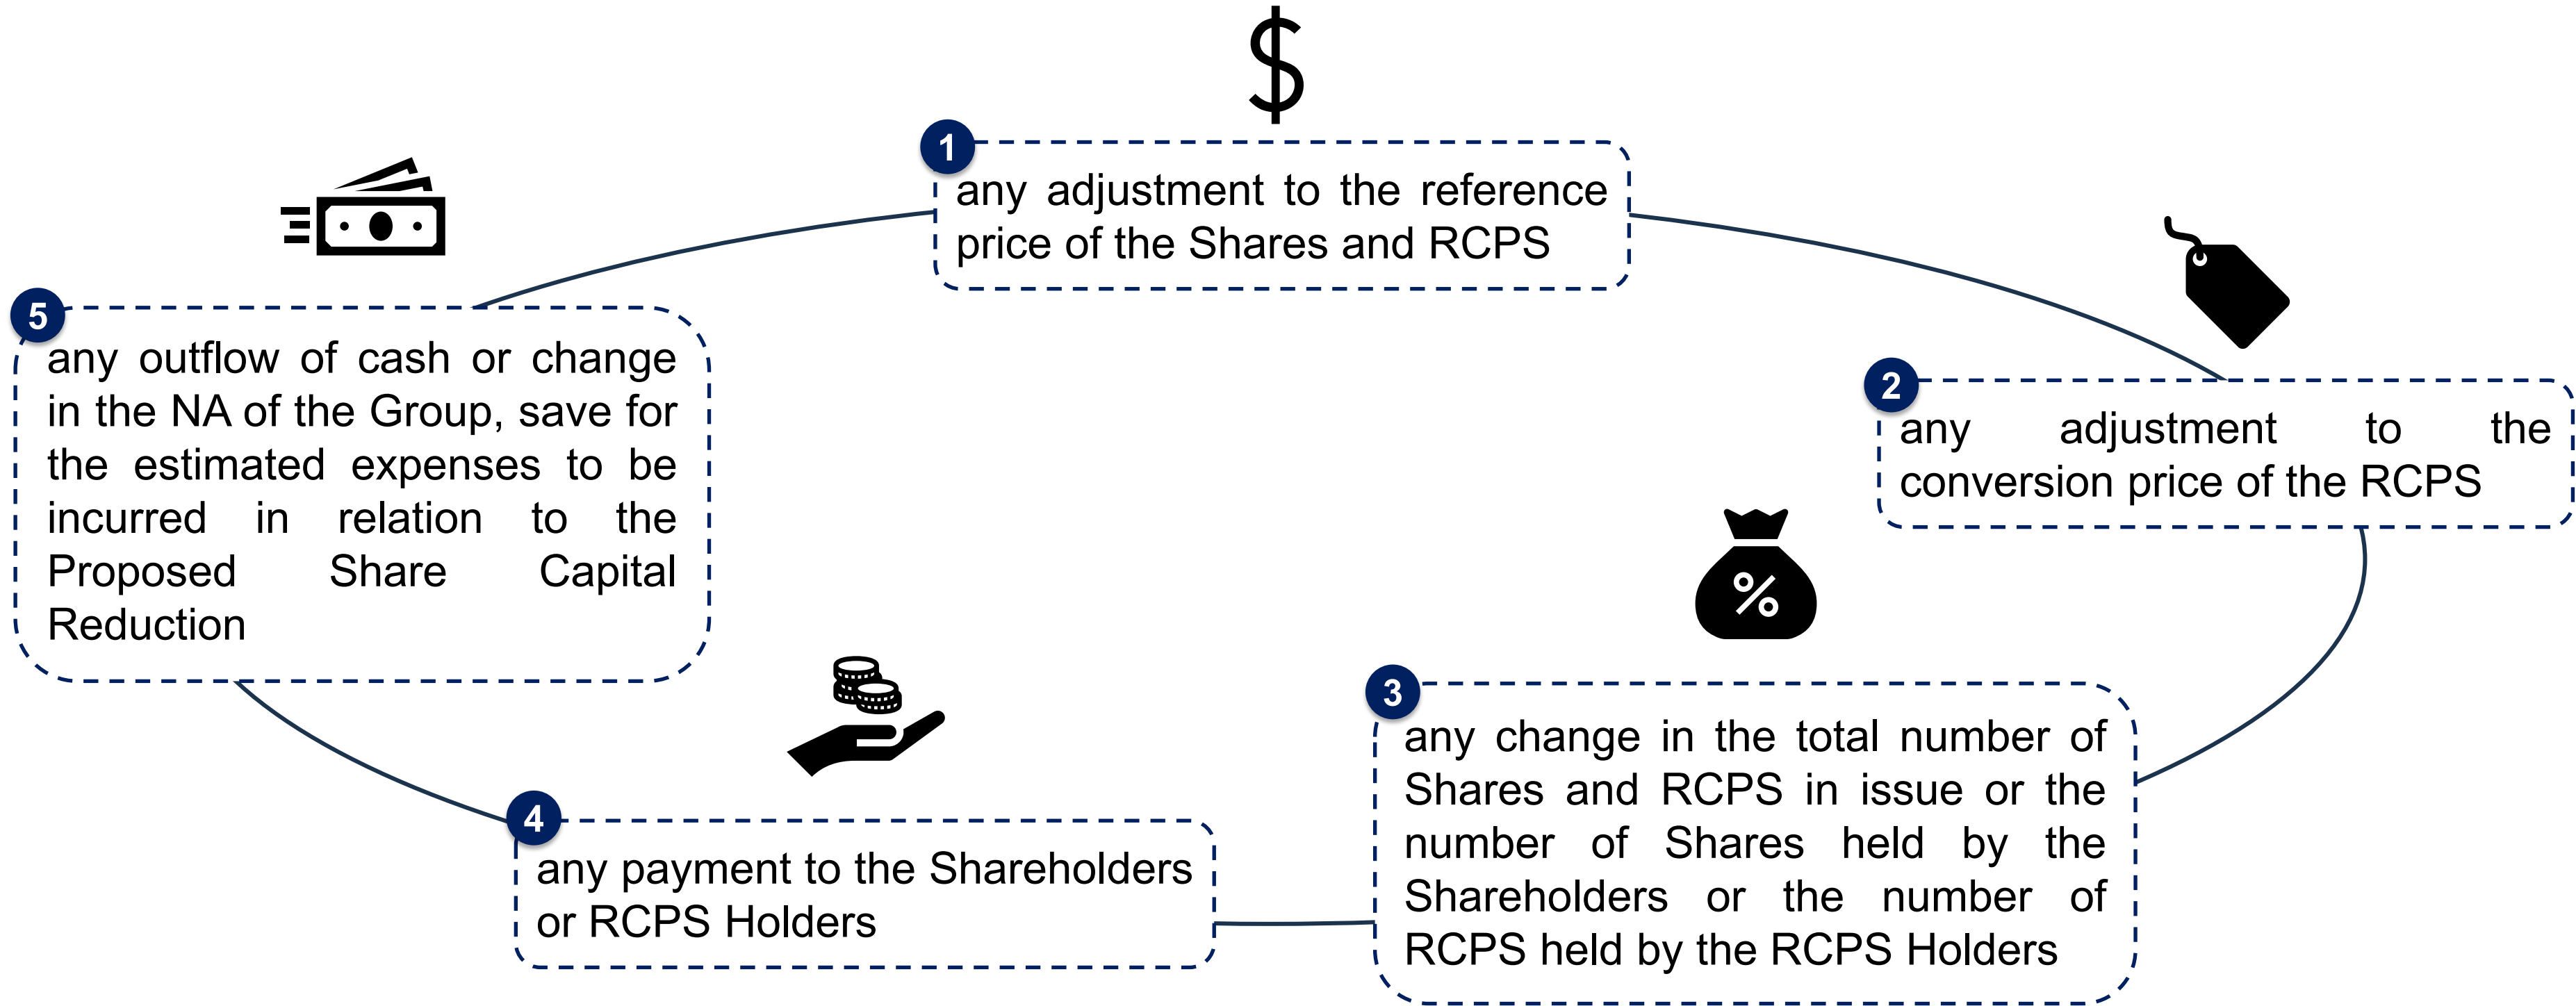 1
any adjustment to the reference
price of the Shares and RCPS
2
any adjustment to the
conversion price of the RCPS
3
any change in the total number of
Shares and RCPS in issue or the
number of Shares held by the
Shareholders or the number of
RCPS held by the RCPS Holders
4
any payment to the Shareholders
or RCPS Holders
5
any outflow of cash or change
in the NA of the Group, save for
the estimated expenses to be
incurred in relation to the
Proposed Share Capital
Reduction
$
%